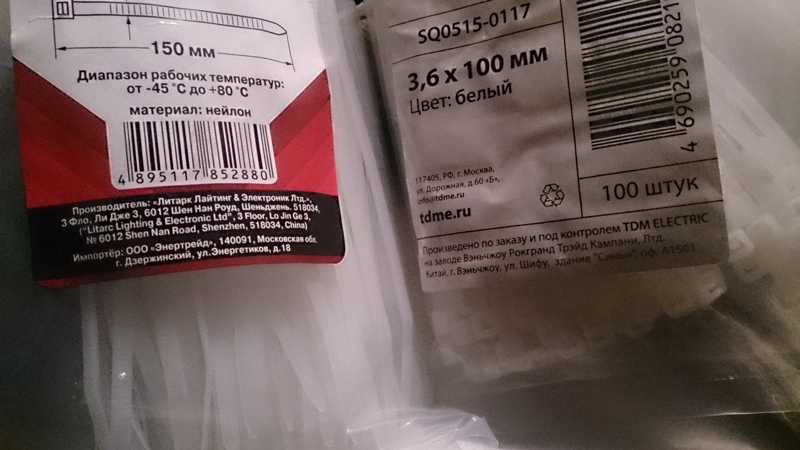 150 мм
Диапазон рабочих температур:
от -45 °C до +80 °C
материал: нейлон
4 895117 852880
Производитель: «Литарк Лайтинг & Электроник Лтд.»,
3 Фло, Ли Дже 3, 6012 Шен Нан Роуд, Шеньджень. 518034,
("Litarc Lighting & Electronic Ltd", 3 Floor, Lo Jin Ge 3,
№ 6012 Shen Nan Road, Shenzhen, 518034, China)
Импортёр: ООО «Энертрейд», 140091, Московская обл.
г. Дзержинский, ул.Энергетиков, д.18
SQ0515-0117
3,6 x 100 мм
Цвет: белый
4 690259 0821
117405, РФ, г. Москва,
ул. Дорожная, д.60 «Б»,
info@tdme.ru
tdme.ru
100 штук
Произведено по заказу и под контролем TDM ELECTRIC
на заводе Вэньчжоу Рокгранд Трэйд Кампани, Лтд.
Китай, г. Вэньчжоу, ул. Шифу, здание "Синьи", оф. А1501